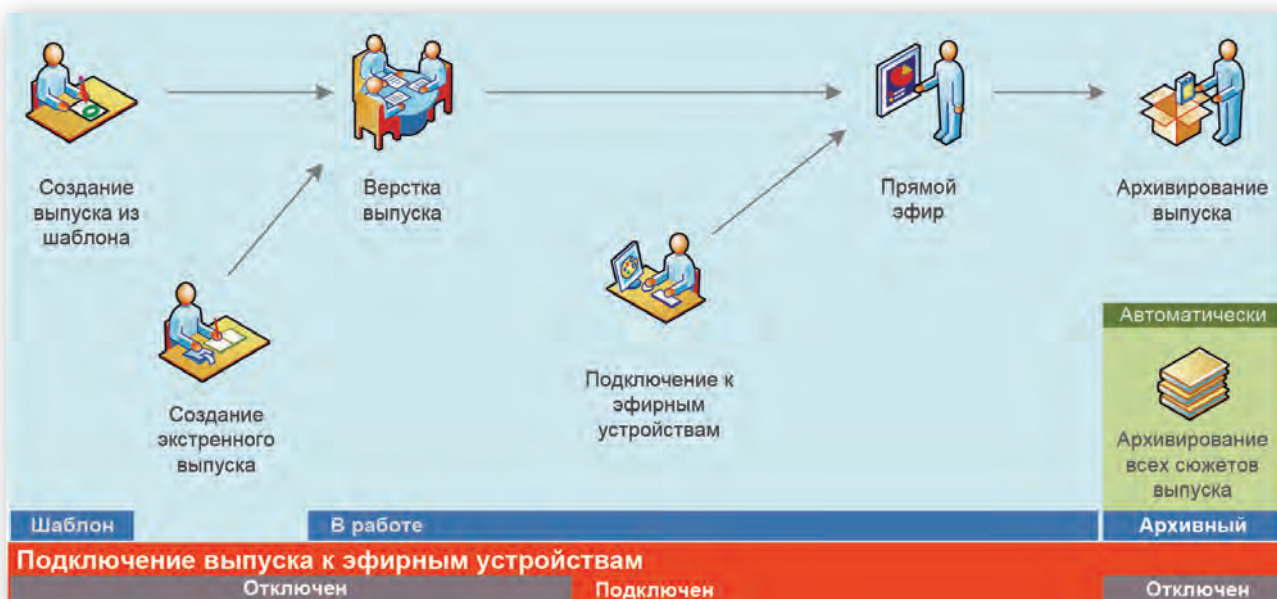 Создание
выпуска из
шаблона
Верстка
выпуска
Прямой
эфир
Архивирование
выпуска
Создание
экстренного
выпуска
Подключение к
эфирным
устройствам
Автоматически
Архивирование
всех сюжетов
выпуска
Шаблон
В работе
Архивный
Подключение выпуска к эфирным устройствам
Отключен
Подключен
Отключен